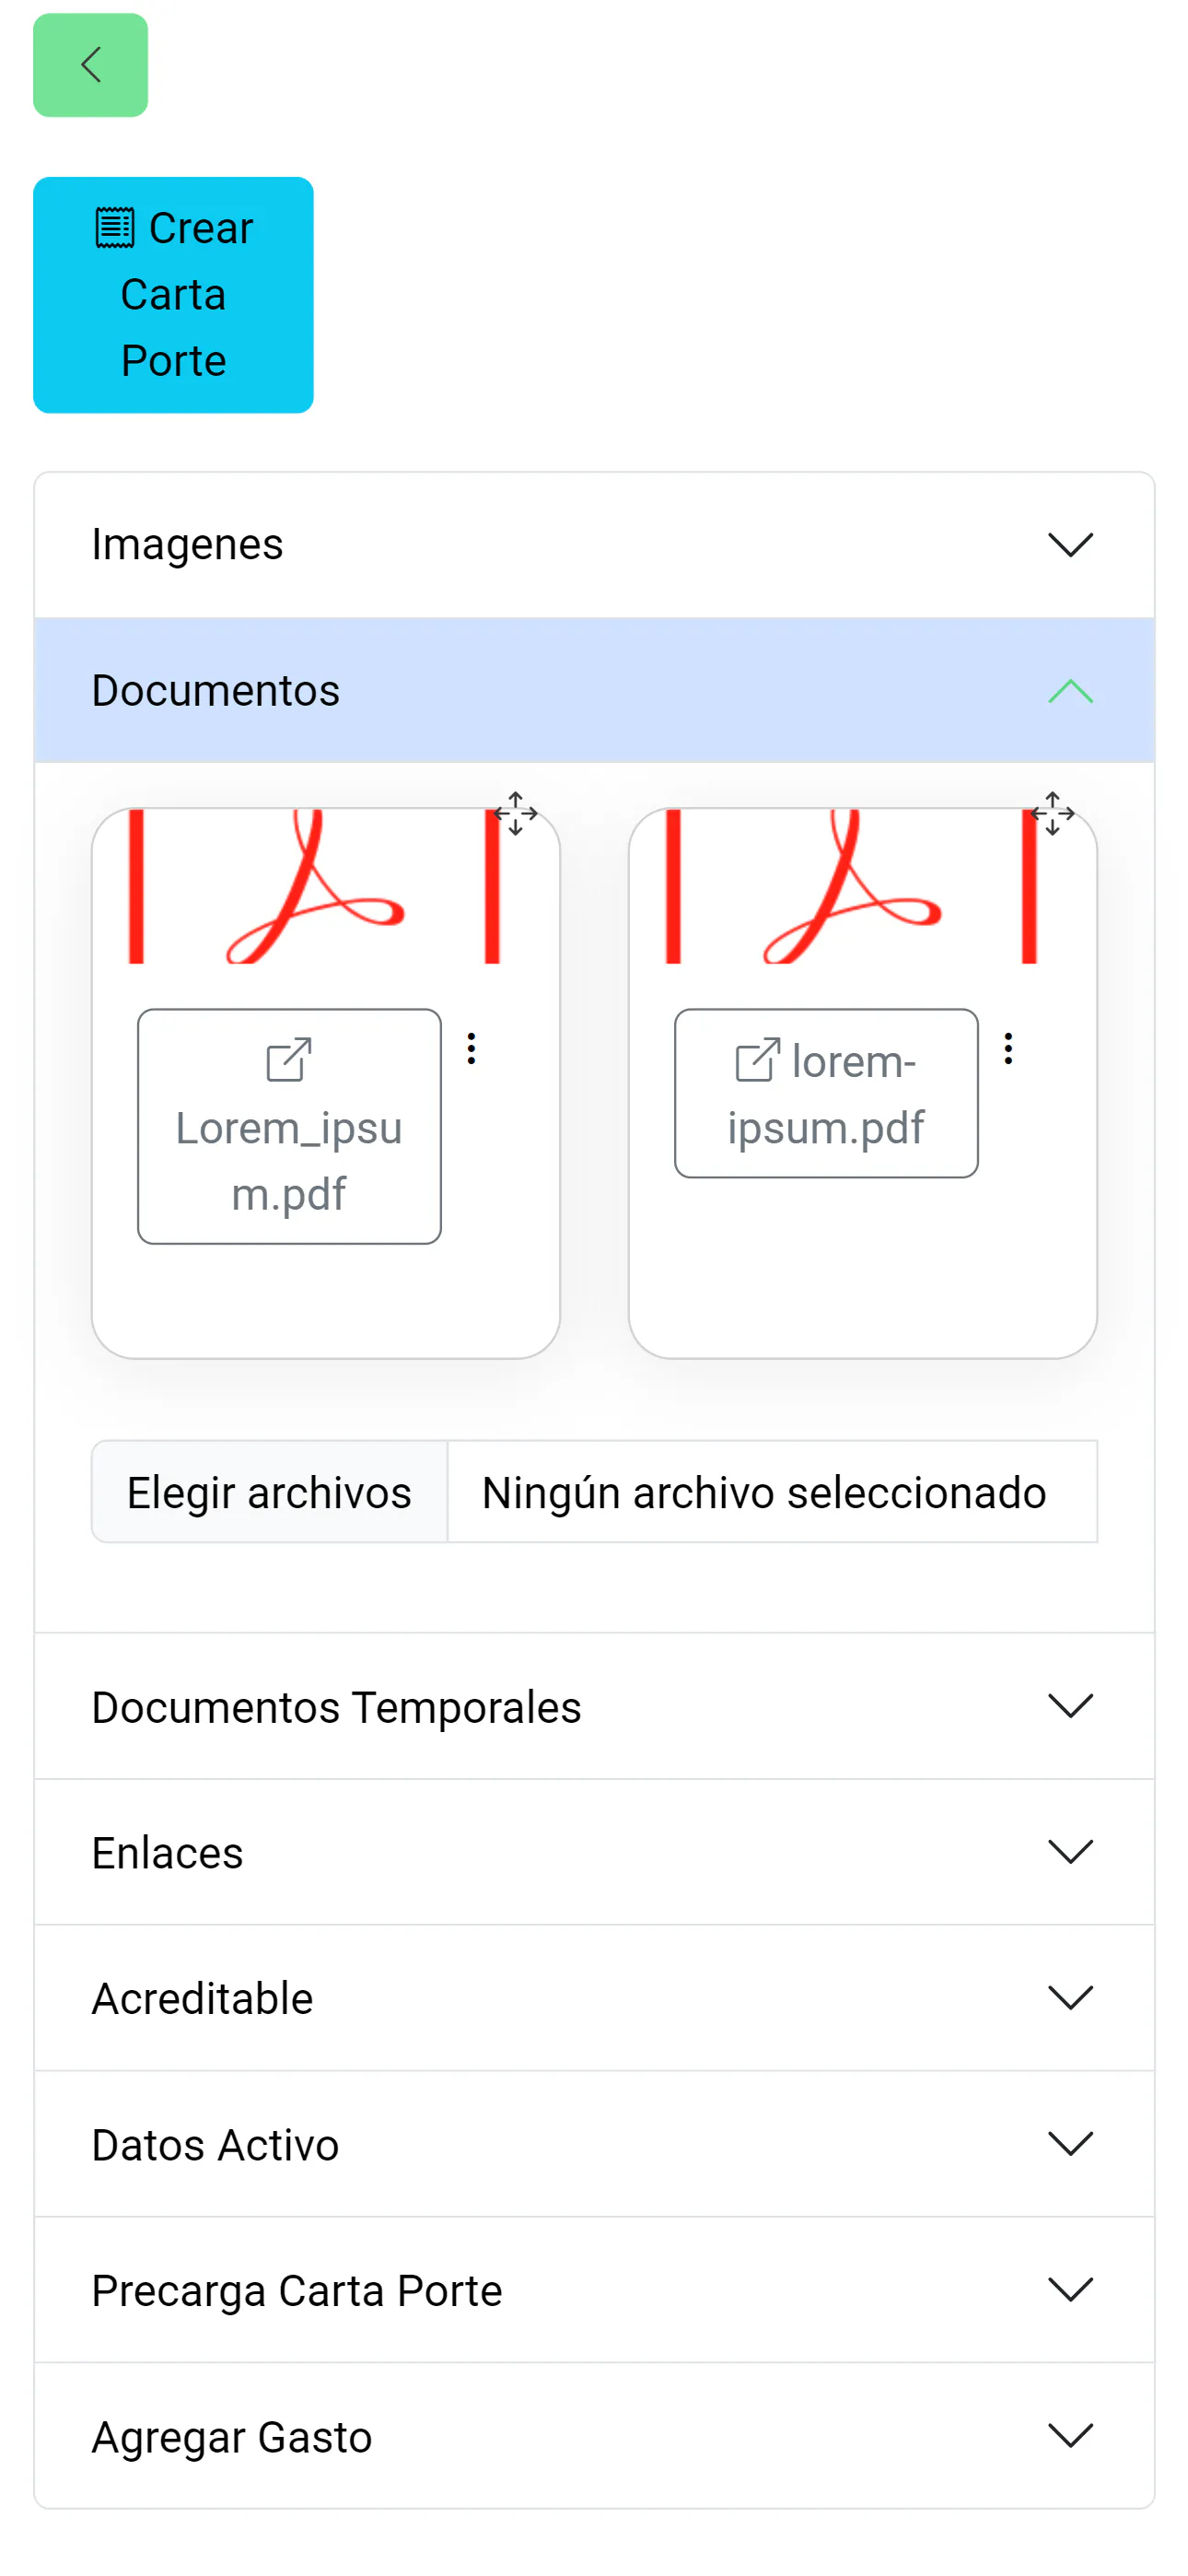 Crear
Carta
Porte
Imagenes
Documentos
Lorem_ipsu
m.pdf
lorem-
ipsum.pdf
Elegir archivos
Ningún archivo seleccionado
Documentos Temporales
Enlaces
Acreditable
Datos Activo
Precarga Carta Porte
Agregar Gasto